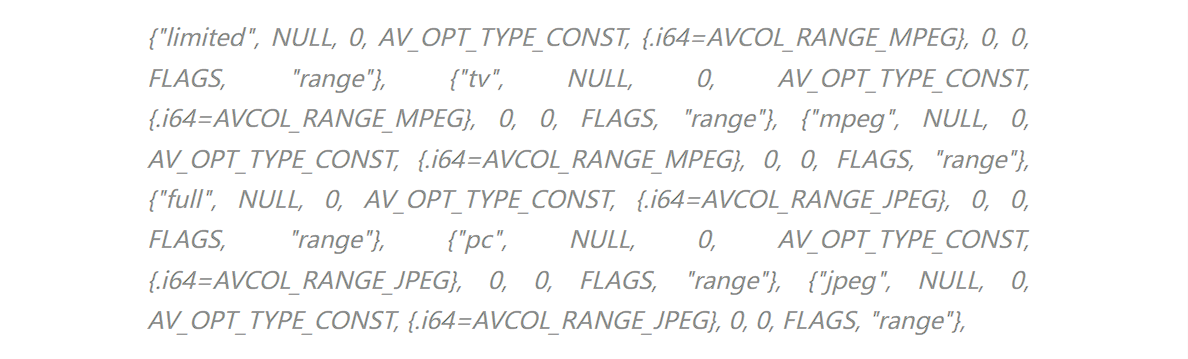 {"limited", NULL, 0, AV_OPT_TYPE_CONST, {.i64=AVCOL_RANGE_MPEG}, 0, 0,
FLAGS, "range"}, {"tv", NULL, 0, AV_OPT_TYPE_CONST,
{.i64=AVCOL_RANGE_MPEG}, 0, 0, FLAGS, "range"}, {"mpeg", NULL, 0,
AV_OPT_TYPE_CONST, {.i64=AVCOL_RANGE_MPEG}, 0, 0, FLAGS, "range"},
{"full", NULL, 0, AV_OPT_TYPE_CONST, {.i64=AVCOL_RANGE_JPEG}, 0, 0,
FLAGS, "range"}, {"pc", NULL, 0, AV_OPT_TYPE_CONST,
{.i64=AVCOL_RANGE_JPEG}, 0, 0, FLAGS, "range"}, {"jpeg", NULL, 0,
AV_OPT_TYPE_CONST, {.i64=AVCOL_RANGE_JPEG}, 0, 0, FLAGS, "range"},